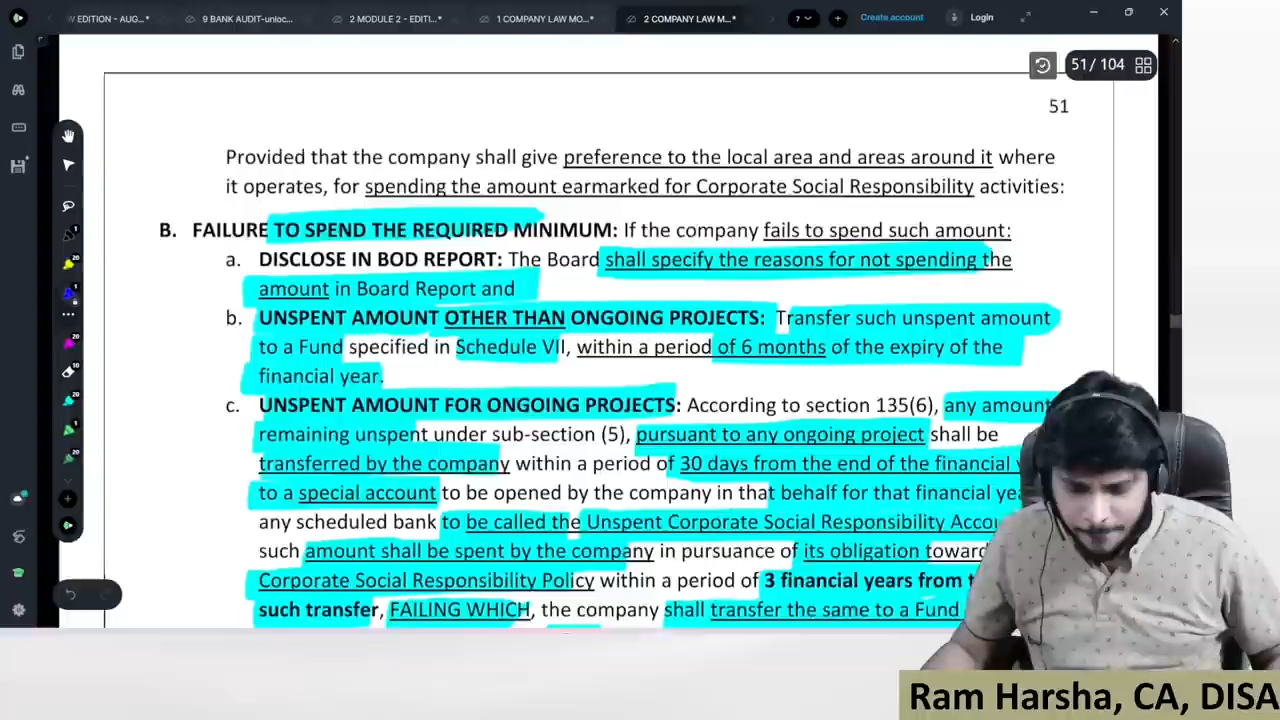 W EDITION - AUG...*
9 BANK AUDIT-unloc...
2 MODULE 2 - EDITI...*
1 COMPANY LAW MO...*
2 COMPANY LAW M...*
7
Create account
Login
51 / 104
51
Provided that the company shall give preference to the local area and areas around it where
it operates, for spending the amount earmarked for Corporate Social Responsibility activities:
B. FAILURE TO SPEND THE REQUIRED MINIMUM: If the company fails to spend such amount:
a. DISCLOSE IN BOD REPORT: The Board shall specify the reasons for not spending the
amount in Board Report and
b. UNSPENT AMOUNT OTHER THAN ONGOING PROJECTS: Transfer such unspent amount
to a Fund specified in Schedule VII, within a period of 6 months of the expiry of the
financial year.
c. UNSPENT AMOUNT FOR ONGOING PROJECTS: According to section 135(6), any amount
remaining unspent under sub-section (5), pursuant to any ongoing project shall be
transferred by the company within a period of 30 days from the end of the financial
to a special account to be opened by the company in that behalf for that financial
any scheduled bank to be called the Unspent Corporate Social Responsibility
such amount shall be spent by the company in pursuance of its obligation
Corporate Social Responsibility Policy within a period of 3 financial years from
such transfer, FAILING WHICH, the company shall transfer the same to a Fund
Ram Harsha, CA, DISA